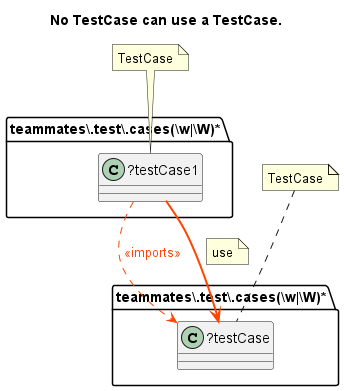 No TestCase can use a TestCase.
TestCase
teammates\.test\.cases(\w|\W)*
C ?testCase1
TestCase
«imports»
use
teammates\.test\.cases(\w|\W)*
C ?testCase